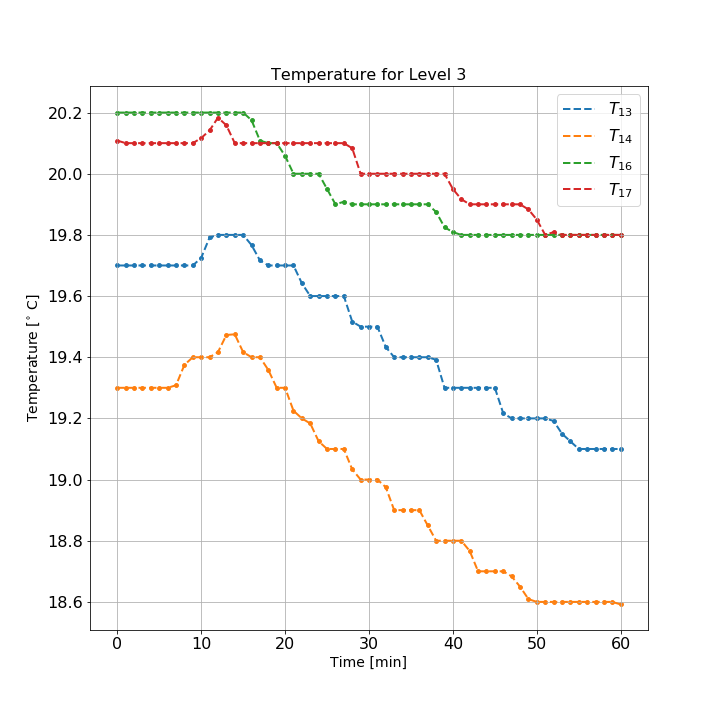 Temperature for Level 3
20.2
20.0
19.8
19.6
19.4
19.2
19.0
18.8
18.6
Temperature [° C]
T13
T14
T16
T17
0 10 20 30 40 50 60
Time [min]